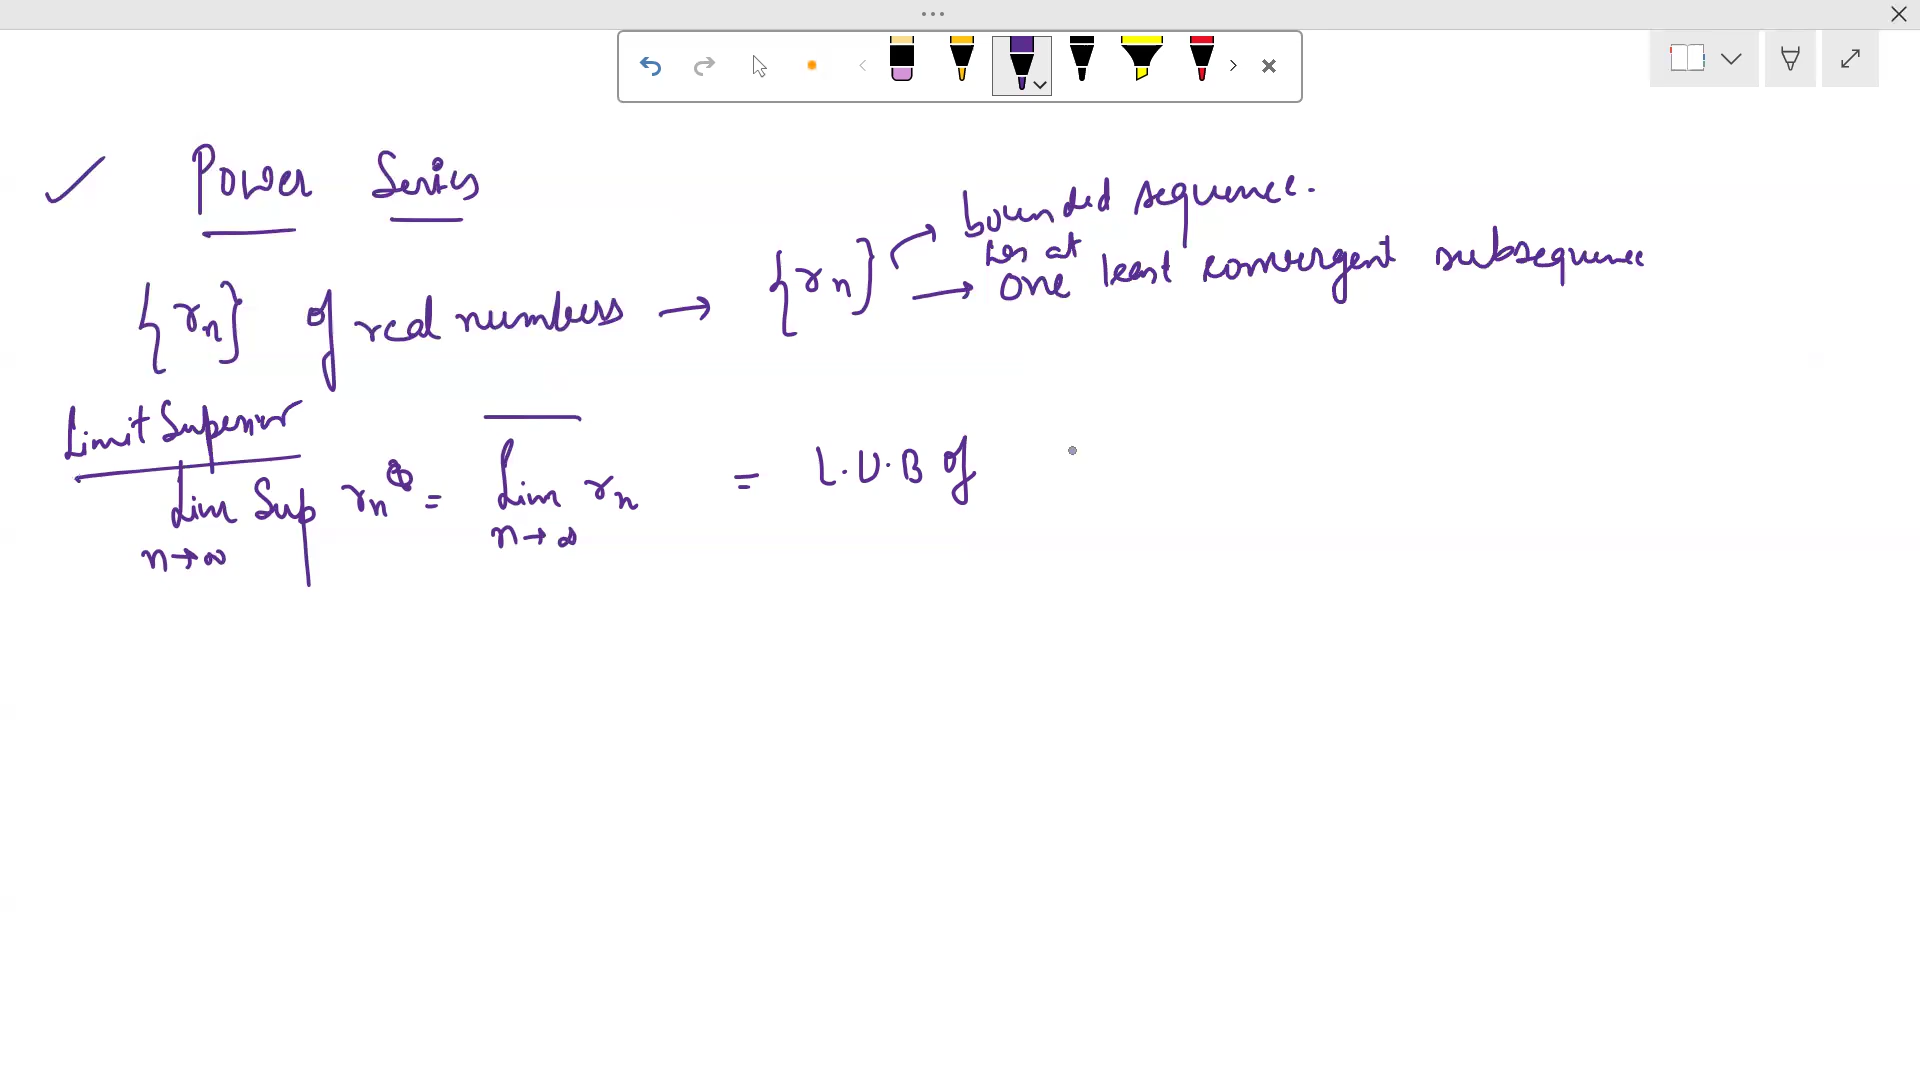 ✓ Power Series
{rn} of real numbers → {rn} → bounded sequence.
→ has at one least convergent subsequence
Limit Superior
Lim Sup rn = Lim rn = L.U.B of
n→∞ n→∞